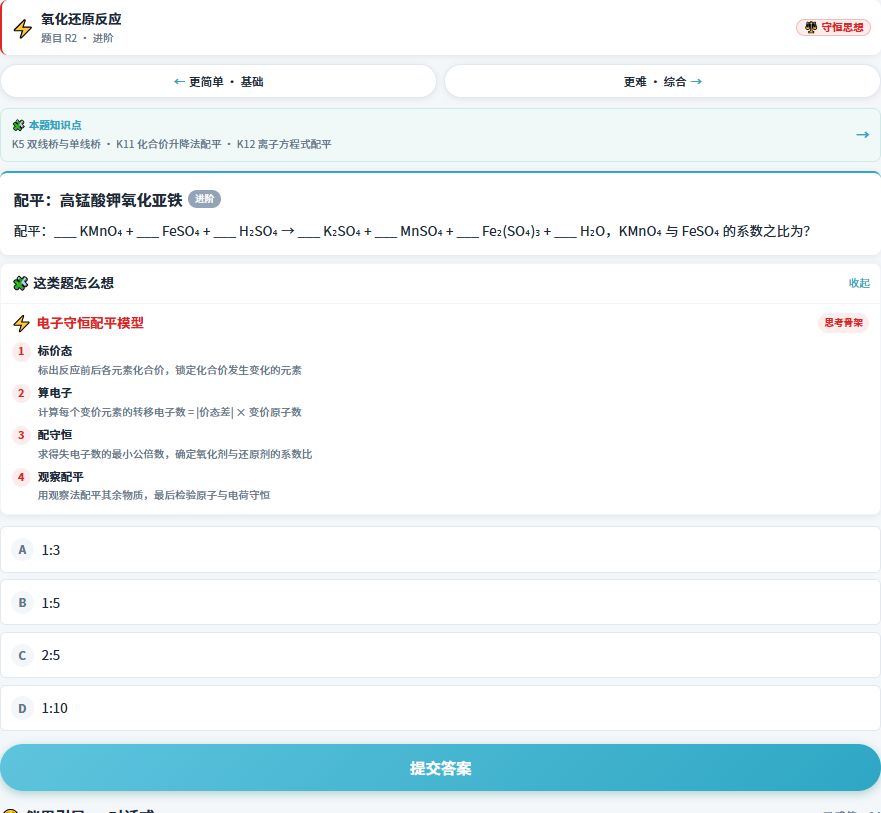 氧化还原反应
题目 R2 · 进阶
守恒思想
← 更简单 · 基础
更难 · 综合 →
本题知识点
K5 双线桥与单线桥 · K11 化合价升降法配平 · K12 离子方程式配平
→
配平：高锰酸钾氧化亚铁 进阶
配平：___ KMnO₄ + ___ FeSO₄ + ___ H₂SO₄ → ___ K₂SO₄ + ___ MnSO₄ + ___ Fe₂(SO₄)₃ + ___ H₂O，KMnO₄ 与 FeSO₄ 的系数之比为？
这类题怎么想
收起
电子守恒配平模型
思考骨架
1 标价态
标出反应前后各元素化合价，锁定化合价发生变化的元素
2 算电子
计算每个变价元素的转移电子数 = |价态差| × 变价原子数
3 配守恒
求得失电子数的最小公倍数，确定氧化剂与还原剂的系数比
4 观察配平
用观察法配平其余物质，最后检验原子与电荷守恒
A 1:3
B 1:5
C 2:5
D 1:10
提交答案